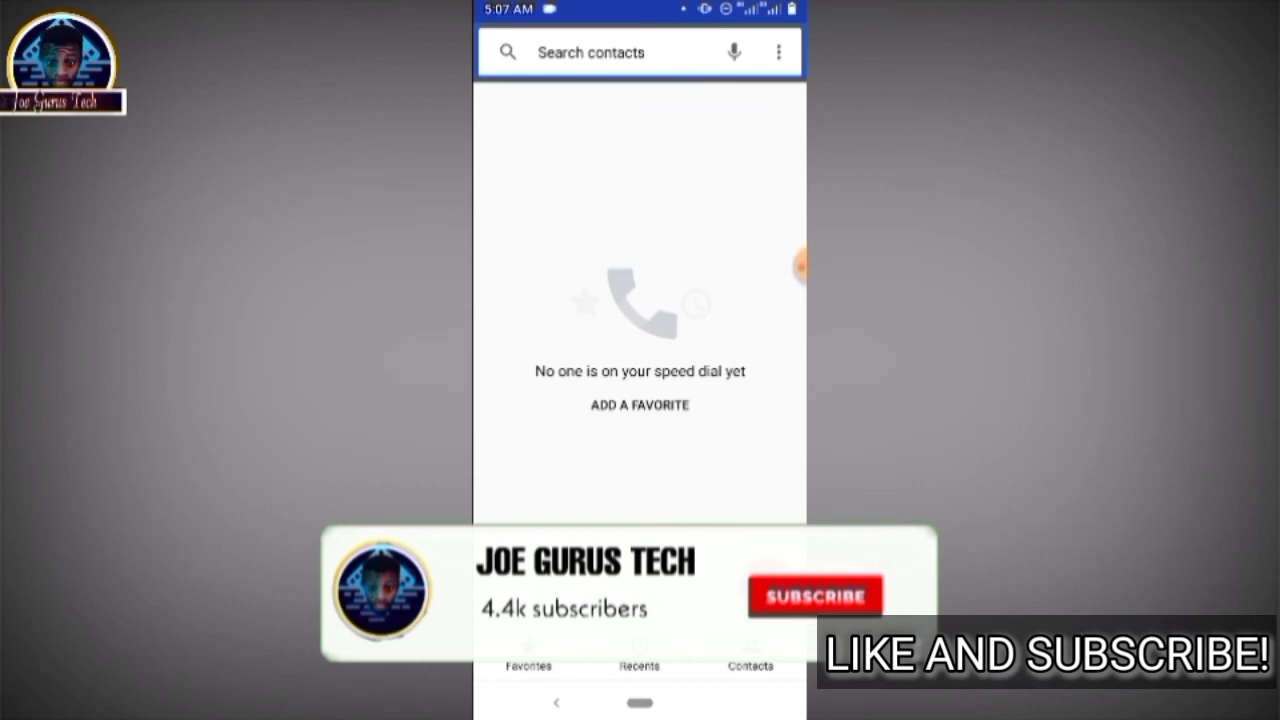 5:07 AM
Search contacts
Joe Gurus Tech
No one is on your speed dial yet
ADD A FAVORITE
JOE GURUS TECH
4.4k subscribers
SUBSCRIBE
LIKE AND SUBSCRIBE!
Favorites
Recents
Contacts